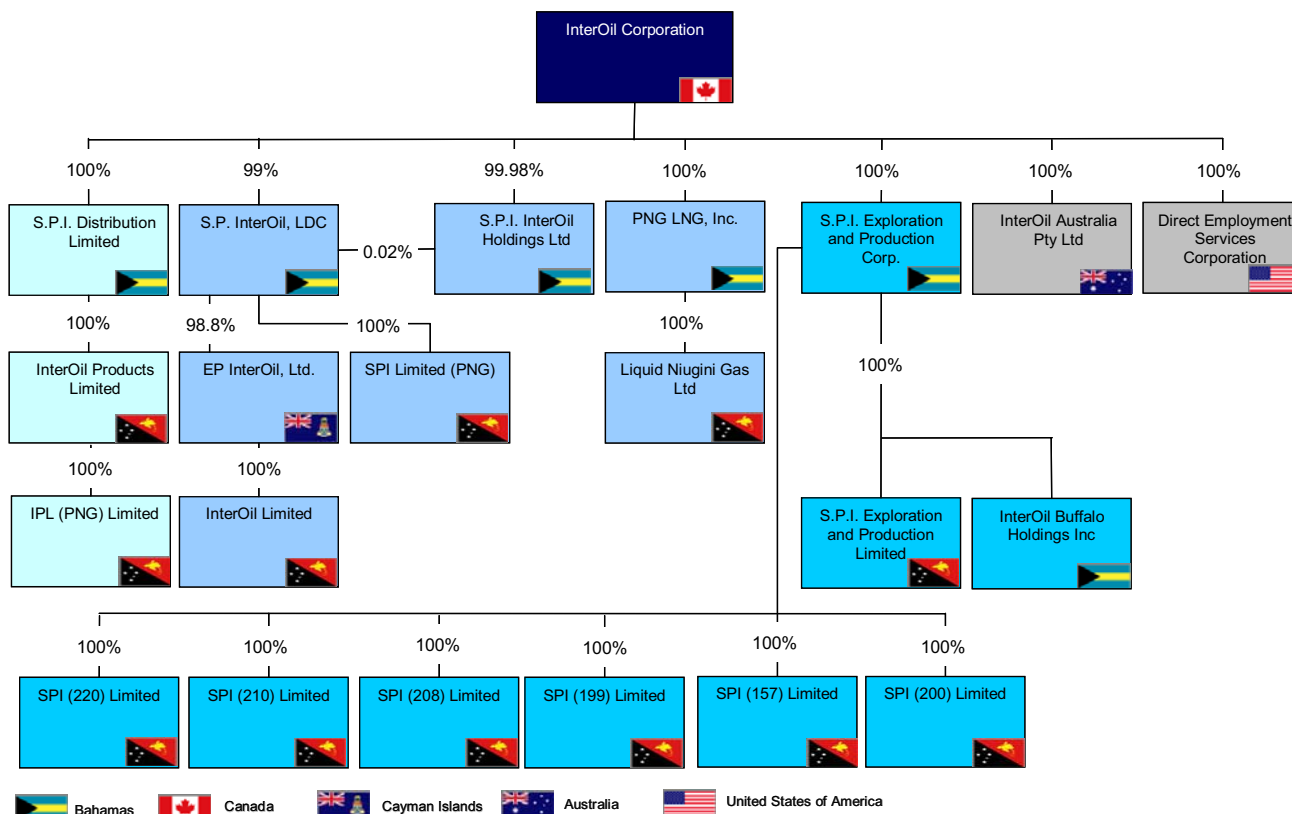 InterOil Corporation
100%
99%
99.98%
100%
100%
100%
100%
S.P.I. Distribution
Limited
S.P. InterOil, LDC
0.02%
S.P.I. InterOil
Holdings Ltd
PNG LNG, Inc.
S.P.I. Exploration
and Production
Corp.
InterOil Australia
Pty Ltd
Direct Employment
Services
Corporation
100%
98.8%
100%
100%
100%
InterOil Products
Limited
EP InterOil, Ltd.
SPI Limited (PNG)
Liquid Niugini Gas
Ltd
100%
100%
IPL (PNG) Limited
InterOil Limited
S.P.I. Exploration
and Production
Limited
InterOil Buffalo
Holdings Inc
100%
100%
100%
100%
100%
100%
SPI (220) Limited
SPI (210) Limited
SPI (208) Limited
SPI (199) Limited
SPI (157) Limited
SPI (200) Limited
Bahamas
Canada
Cayman Islands
Australia
United States of America